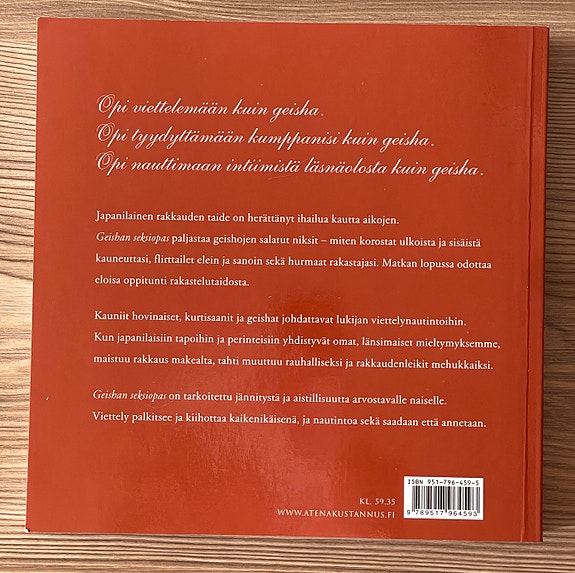 Opi viettelemään kuin geisha.
Opi tyydyttämään kumppanisi kuin geisha.
Opi nauttimaan intiimistä läsnäolosta kuin geisha.
Japanilainen rakkauden taide on herättänyt ihailua kautta aikojen.
Geishan seksiopas paljastaa geishojen salatut niksit – miten korostat ulkoista ja sisäistä
kauneuttasi, flirttailet elein ja sanoin sekä hurmaat rakastajasi. Matkan lopussa odottaa
eloisa oppitunti rakastelutaidosta.
Kauniit hovinaiset, kurtisaanit ja geishat johdattavat lukijan viettelynautintoihin.
Kun japanilaisiin tapoihin ja perinteisiin yhdistyvät omat, länsimaiset mieltymyksemme,
maistuu rakkaus makealta, tahti muuttuu rauhalliseksi ja rakkaudenleikit mehukkaiksi.
Geishan seksiopas on tarkoitettu jännitystä ja aistillisuutta arvostavalle naiselle.
Viettely palkitsee ja kiihottaa kaikenikäisenä, ja nautintoa sekä saadaan että annetaan.
ISBN 951-796-459-5
KL. 59.35
WWW.ATENAKUSTANNUS.FI
9 789517 964593